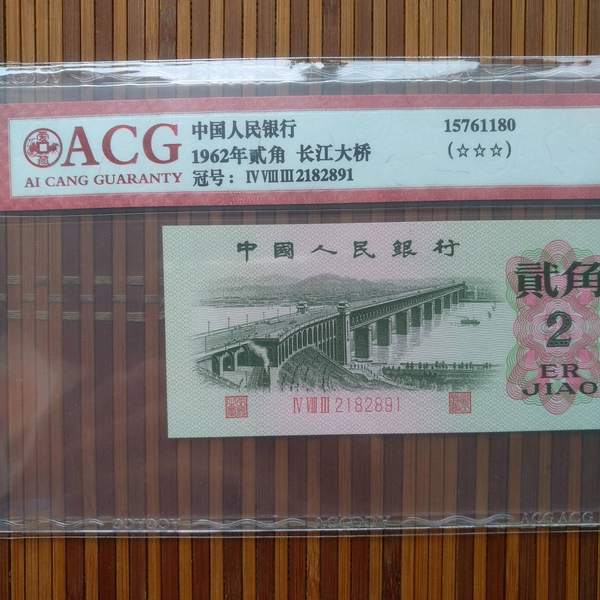 ACG
AI CANG GUARANTY
中国人民银行
1962年贰角 长江大桥
冠号: Ⅳ Ⅷ Ⅲ 2182891
15761180
(☆☆☆)
中國人民銀行
貳角
2
ER
JIAO
Ⅳ Ⅷ Ⅲ 2182891